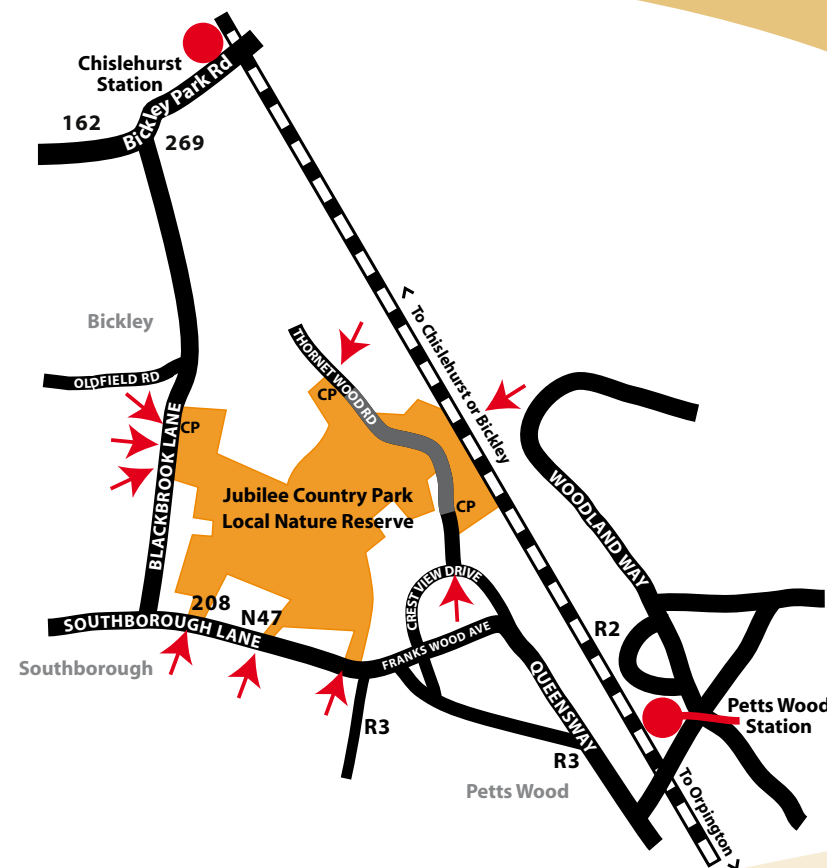 Chislehurst
Station
Bickley Park Rd
162
269
Bickley
To Chislehurst or Bickley
THORNET WOOD RD
OLDFIELD RD
CP
CP
BLACKBROOK LANE
Jubilee Country Park
Local Nature Reserve
CP
WOODLAND WAY
CREST VIEW DRIVE
208
N47
SOUTHBOROUGH LANE
FRANKS WOOD AVE
R2
Southborough
QUEENSWAY
Petts Wood
Station
R3
R3
Petts Wood
To Orpington